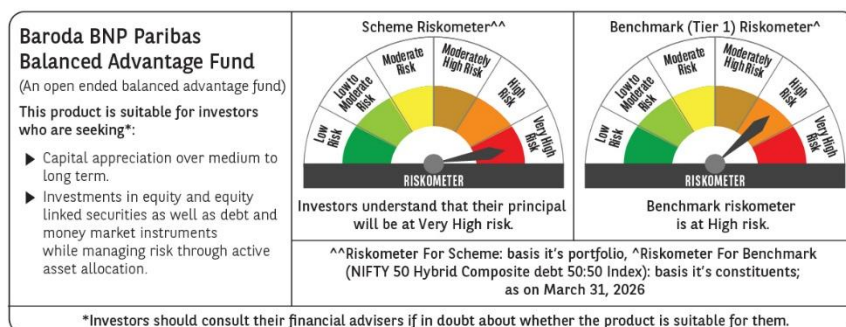 Baroda BNP Paribas
Balanced Advantage Fund
(An open ended balanced advantage fund)
This product is suitable for investors
who are seeking*:
▶ Capital appreciation over medium to
long term.
▶ Investments in equity and equity
linked securities as well as debt and
money market instruments
while managing risk through active
asset allocation.
Scheme Riskometer^^
Low
Risk
Low to
Moderate
Risk
Moderate
Risk
Moderately
High Risk
High
Risk
Very High
Risk
RISKOMETER
Investors understand that their principal
will be at Very High risk.
Benchmark (Tier 1) Riskometer^
Low
Risk
Low to
Moderate
Risk
Moderate
Risk
Moderately
High Risk
High
Risk
Very High
Risk
RISKOMETER
Benchmark riskometer
is at High risk.
^^Riskometer For Scheme: basis it's portfolio, ^Riskometer For Benchmark
(NIFTY 50 Hybrid Composite debt 50:50 Index): basis it's constituents;
as on March 31, 2026
*Investors should consult their financial advisers if in doubt about whether the product is suitable for them.